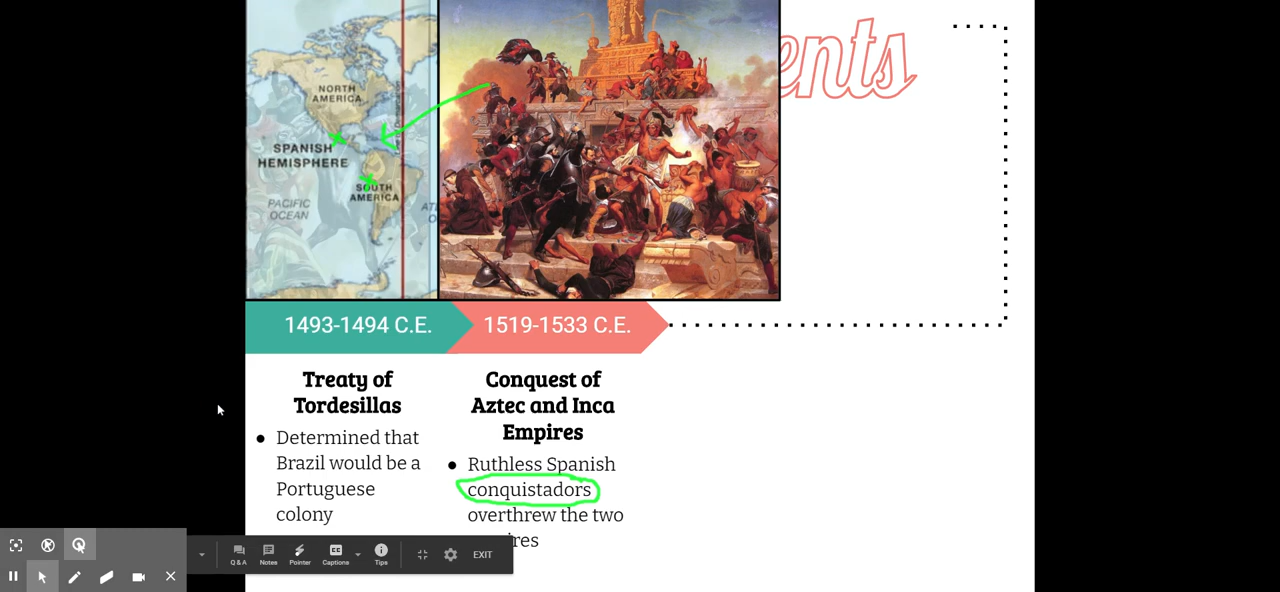 ents
NORTH
AMERICA
SPANISH
HEMISPHERE
SOUTH
AMERICA
PACIFIC
OCEAN
1493-1494 C.E.
1519-1533 C.E.
Treaty of
Tordesillas
Conquest of
Aztec and Inca
Empires
● Determined that
Brazil would be a
Portuguese
colony
● Ruthless Spanish
conquistadors
overthrew the two
res
Q & A
Notes
Pointer
Captions
Tips
EXIT